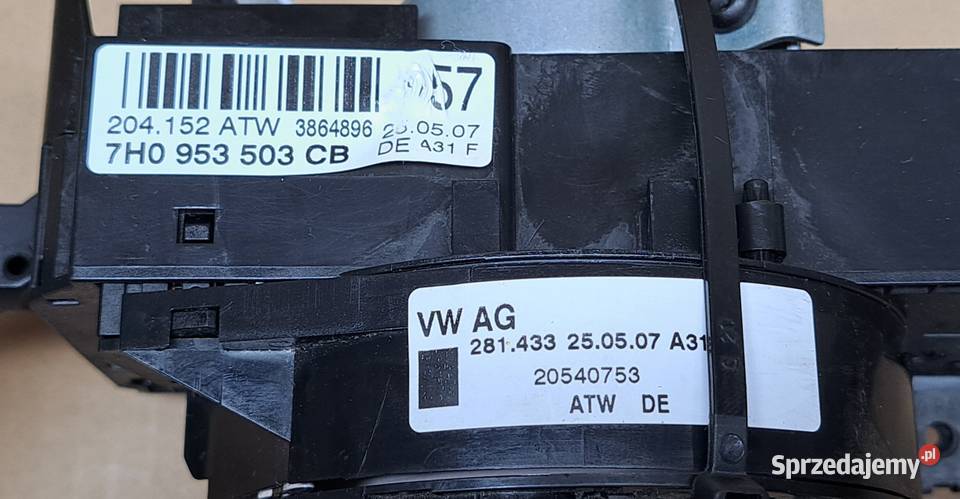 57
204.152 ATW 3864896 25.05.07
7H0 953 503 CB DE A31 F
VW AG
281.433 25.05.07 A31
20540753
ATW DE
Sprzedajemy.pl